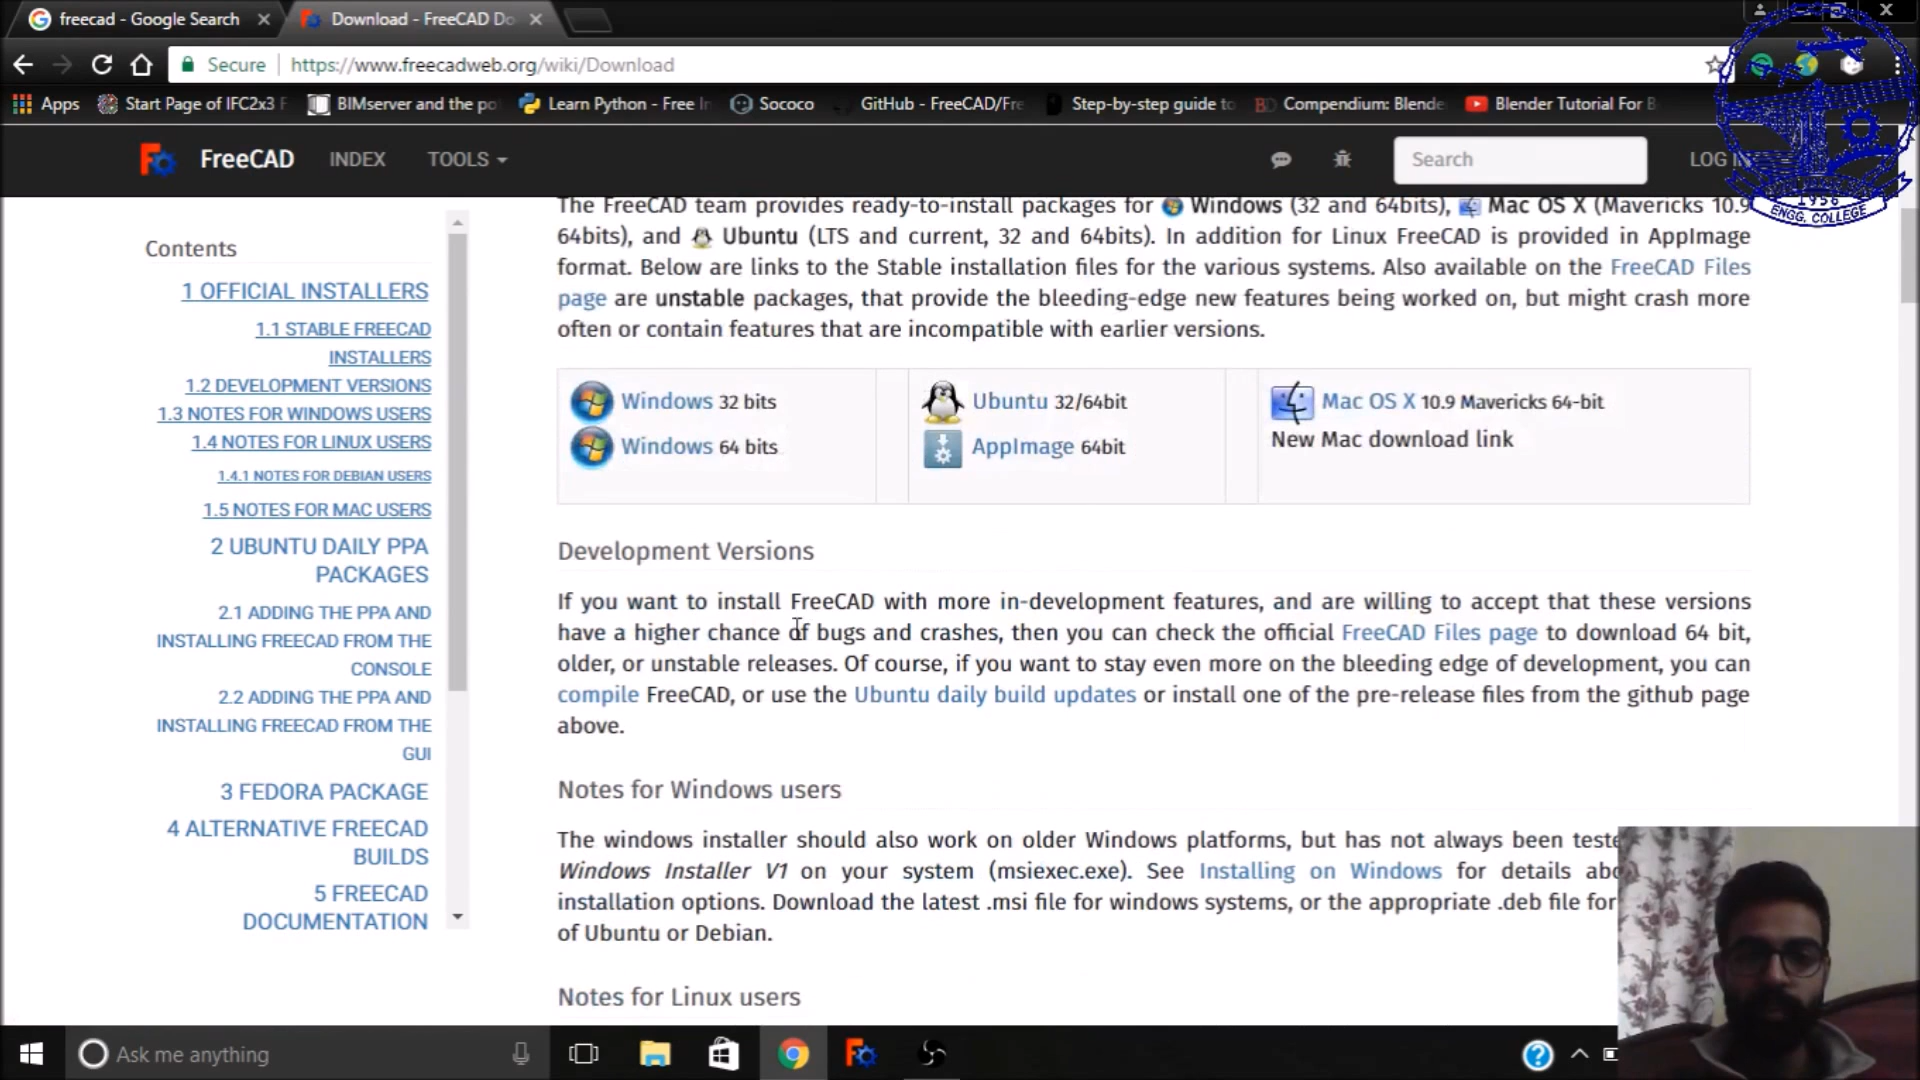 freecad - Google Search
Download - FreeCAD Do
Secure
https://www.freecadweb.org/wiki/Download
Apps
Start Page of IFC2x3 F
BIMserver and the po
Learn Python - Free In
Sococo
GitHub - FreeCAD/Fre
Step-by-step guide to
Compendium: Blende
Blender Tutorial For B
FreeCAD
INDEX
TOOLS
Search
LOG IN
1956
ENGG. COLLEGE
Contents
1 OFFICIAL INSTALLERS
1.1 STABLE FREECAD
INSTALLERS
1.2 DEVELOPMENT VERSIONS
1.3 NOTES FOR WINDOWS USERS
1.4 NOTES FOR LINUX USERS
1.4.1 NOTES FOR DEBIAN USERS
1.5 NOTES FOR MAC USERS
2 UBUNTU DAILY PPA
PACKAGES
2.1 ADDING THE PPA AND
INSTALLING FREECAD FROM THE
CONSOLE
2.2 ADDING THE PPA AND
INSTALLING FREECAD FROM THE
GUI
3 FEDORA PACKAGE
4 ALTERNATIVE FREECAD
BUILDS
5 FREECAD
DOCUMENTATION
The FreeCAD team provides ready-to-install packages for Windows (32 and 64bits), Mac OS X (Mavericks 10.9
64bits), and Ubuntu (LTS and current, 32 and 64bits). In addition for Linux FreeCAD is provided in AppImage
format. Below are links to the Stable installation files for the various systems. Also available on the FreeCAD Files
page are unstable packages, that provide the bleeding-edge new features being worked on, but might crash more
often or contain features that are incompatible with earlier versions.
Windows 32 bits
Windows 64 bits
Ubuntu 32/64bit
AppImage 64bit
Mac OS X 10.9 Mavericks 64-bit
New Mac download link
Development Versions
If you want to install FreeCAD with more in-development features, and are willing to accept that these versions
have a higher chance of bugs and crashes, then you can check the official FreeCAD Files page to download 64 bit,
older, or unstable releases. Of course, if you want to stay even more on the bleeding edge of development, you can
compile FreeCAD, or use the Ubuntu daily build updates or install one of the pre-release files from the github page
above.
Notes for Windows users
The windows installer should also work on older Windows platforms, but has not always been teste
Windows Installer V1 on your system (msiexec.exe). See Installing on Windows for details abo
installation options. Download the latest .msi file for windows systems, or the appropriate .deb file for
of Ubuntu or Debian.
Notes for Linux users
Ask me anything